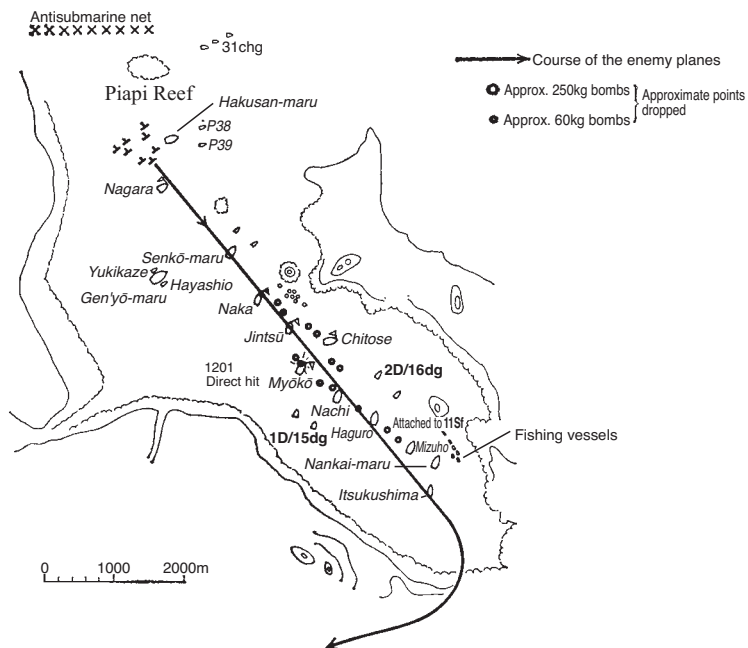 Antisubmarine net
31chg
Course of the enemy planes
Approx. 250kg bombs
Approx. 60kg bombs
Approximate points
dropped
Piapi Reef
Hakusan-maru
P38
P39
Nagara
Senkō-maru
Yukikaze
Hayashio
Gen'yō-maru
Naka
Jintsū
Chitose
1201
Direct hit
Myōkō
2D/16dg
Nachi
Haguro
Attached to 11Sf
1D/15dg
Mizuho
Fishing vessels
Nankai-maru
Itsukushima
0 1000 2000m